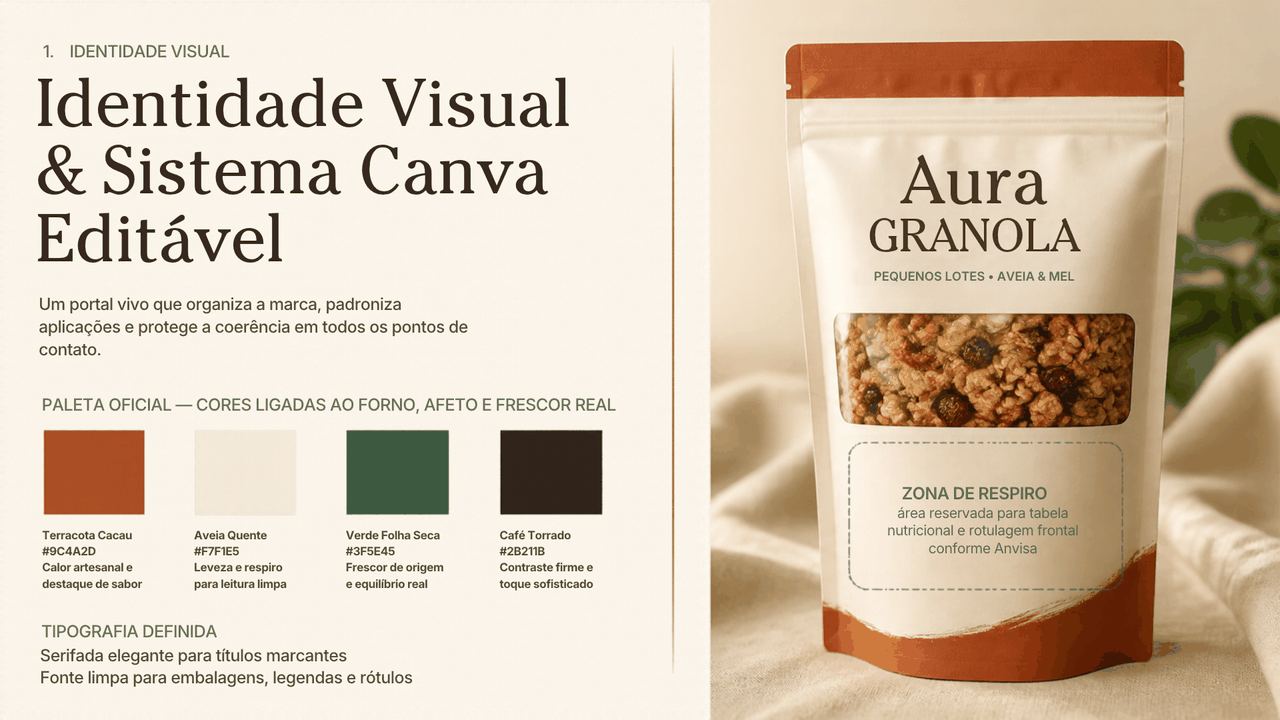 1. IDENTIDADE VISUAL
Identidade Visual
& Sistema Canva
Editável
Um portal vivo que organiza a marca, padroniza
aplicações e protege a coerência em todos os pontos de
contato.
PALETA OFICIAL — CORES LIGADAS AO FORNO, AFETO E FRESCOR REAL
Terracota Cacau
#9C4A2D
Calor artesanal e
destaque de sabor
Aveia Quente
#F7F1E5
Leveza e respiro
para leitura limpa
Verde Folha Seca
#3F5E45
Frescor de origem
e equilíbrio real
Café Torrado
#2B211B
Contraste firme e
toque sofisticado
TIPOGRAFIA DEFINIDA
Serifada elegante para títulos marcantes
Fonte limpa para embalagens, legendas e rótulos
Aura
GRANOLA
PEQUENOS LOTES • AVEIA & MEL
ZONA DE RESPIRO
área reservada para tabela
nutricional e rotulagem frontal
conforme Anvisa